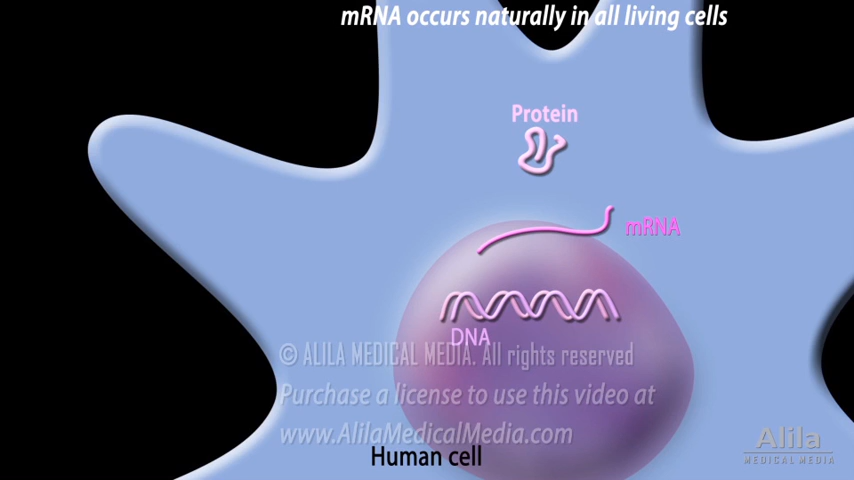 mRNA occurs naturally in all living cells
Protein
mRNA
DNA
© ALILA MEDICAL MEDIA. All rights reserved
Purchase a license to use this video at
www.AlilaMedicalMedia.com
Alila
MEDICAL MEDIA
Human cell